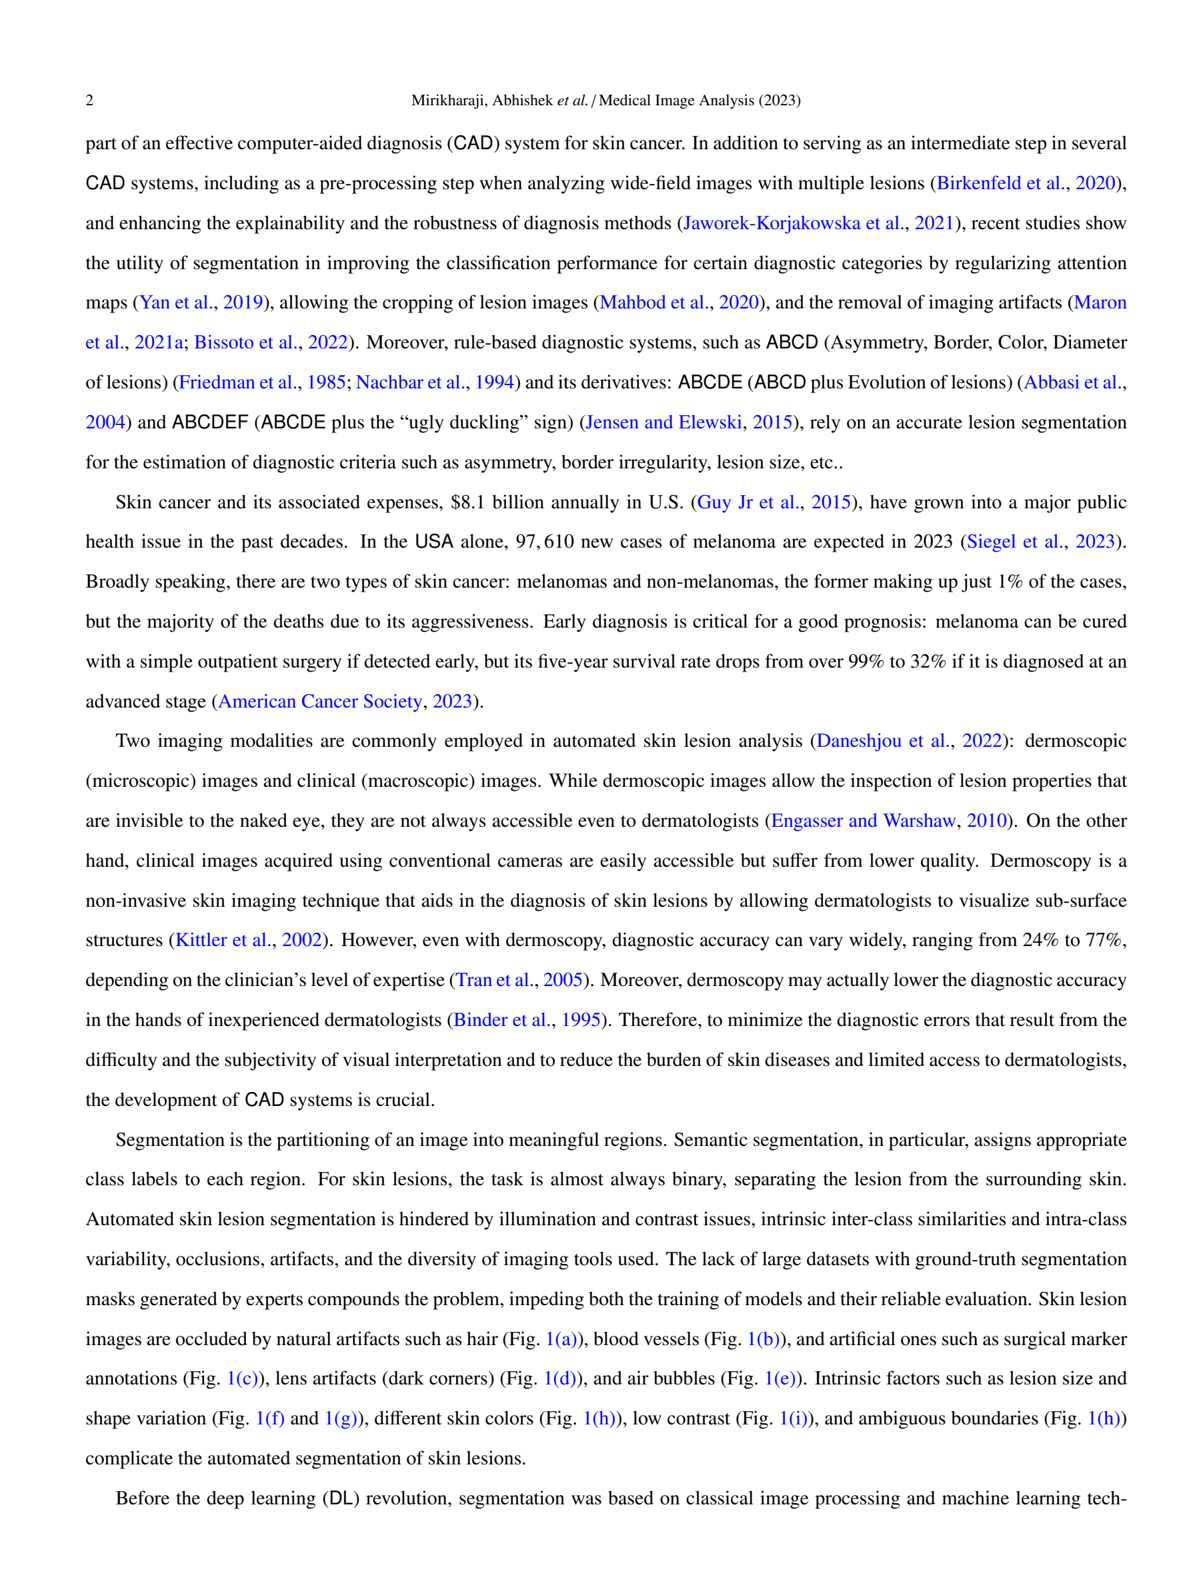 2
Mirikharaji, Abhishek et al. / Medical Image Analysis (2023)
part of an effective computer-aided diagnosis (CAD) system for skin cancer. In addition to serving as an intermediate step in several
CAD systems, including as a pre-processing step when analyzing wide-field images with multiple lesions (Birkenfeld et al., 2020),
and enhancing the explainability and the robustness of diagnosis methods (Jaworek-Korjakowska et al., 2021), recent studies show
the utility of segmentation in improving the classification performance for certain diagnostic categories by regularizing attention
maps (Yan et al., 2019), allowing the cropping of lesion images (Mahbod et al., 2020), and the removal of imaging artifacts (Maron
et al., 2021a; Bissoto et al., 2022). Moreover, rule-based diagnostic systems, such as ABCD (Asymmetry, Border, Color, Diameter
of lesions) (Friedman et al., 1985; Nachbar et al., 1994) and its derivatives: ABCDE (ABCD plus Evolution of lesions) (Abbasi et al.,
2004) and ABCDEF (ABCDE plus the “ugly duckling” sign) (Jensen and Elewski, 2015), rely on an accurate lesion segmentation
for the estimation of diagnostic criteria such as asymmetry, border irregularity, lesion size, etc..
Skin cancer and its associated expenses, $8.1 billion annually in U.S. (Guy Jr et al., 2015), have grown into a major public
health issue in the past decades. In the USA alone, 97,610 new cases of melanoma are expected in 2023 (Siegel et al., 2023).
Broadly speaking, there are two types of skin cancer: melanomas and non-melanomas, the former making up just 1% of the cases,
but the majority of the deaths due to its aggressiveness. Early diagnosis is critical for a good prognosis: melanoma can be cured
with a simple outpatient surgery if detected early, but its five-year survival rate drops from over 99% to 32% if it is diagnosed at an
advanced stage (American Cancer Society, 2023).
Two imaging modalities are commonly employed in automated skin lesion analysis (Daneshjou et al., 2022): dermoscopic
(microscopic) images and clinical (macroscopic) images. While dermoscopic images allow the inspection of lesion properties that
are invisible to the naked eye, they are not always accessible even to dermatologists (Engasser and Warshaw, 2010). On the other
hand, clinical images acquired using conventional cameras are easily accessible but suffer from lower quality. Dermoscopy is a
non-invasive skin imaging technique that aids in the diagnosis of skin lesions by allowing dermatologists to visualize sub-surface
structures (Kittler et al., 2002). However, even with dermoscopy, diagnostic accuracy can vary widely, ranging from 24% to 77%,
depending on the clinician’s level of expertise (Tran et al., 2005). Moreover, dermoscopy may actually lower the diagnostic accuracy
in the hands of inexperienced dermatologists (Binder et al., 1995). Therefore, to minimize the diagnostic errors that result from the
difficulty and the subjectivity of visual interpretation and to reduce the burden of skin diseases and limited access to dermatologists,
the development of CAD systems is crucial.
Segmentation is the partitioning of an image into meaningful regions. Semantic segmentation, in particular, assigns appropriate
class labels to each region. For skin lesions, the task is almost always binary, separating the lesion from the surrounding skin.
Automated skin lesion segmentation is hindered by illumination and contrast issues, intrinsic inter-class similarities and intra-class
variability, occlusions, artifacts, and the diversity of imaging tools used. The lack of large datasets with ground-truth segmentation
masks generated by experts compounds the problem, impeding both the training of models and their reliable evaluation. Skin lesion
images are occluded by natural artifacts such as hair (Fig. 1(a)), blood vessels (Fig. 1(b)), and artificial ones such as surgical marker
annotations (Fig. 1(c)), lens artifacts (dark corners) (Fig. 1(d)), and air bubbles (Fig. 1(e)). Intrinsic factors such as lesion size and
shape variation (Fig. 1(f) and 1(g)), different skin colors (Fig. 1(h)), low contrast (Fig. 1(i)), and ambiguous boundaries (Fig. 1(h))
complicate the automated segmentation of skin lesions.
Before the deep learning (DL) revolution, segmentation was based on classical image processing and machine learning tech-